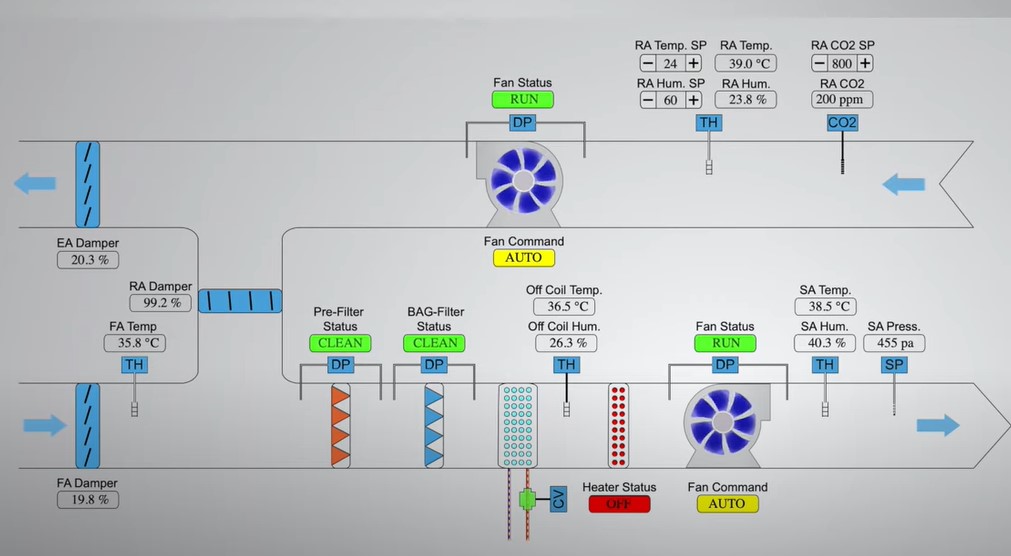 RA Temp. SP
RA Temp.
RA CO2 SP
− 24 +
39.0 °C
− 800 +
Fan Status
RA Hum. SP
RA Hum.
RA CO2
RUN
− 60 +
23.8 %
200 ppm
DP
TH
CO2
EA Damper
20.3 %
Fan Command
AUTO
RA Damper
99.2 %
Off Coil Temp.
36.5 °C
SA Temp.
38.5 °C
FA Temp
35.8 °C
Pre-Filter
Status
CLEAN
BAG-Filter
Status
CLEAN
Off Coil Hum.
26.3 %
Fan Status
RUN
SA Hum.
40.3 %
SA Press.
455 pa
TH
DP
DP
TH
DP
TH
SP
FA Damper
19.8 %
CV
Heater Status
OFF
Fan Command
AUTO